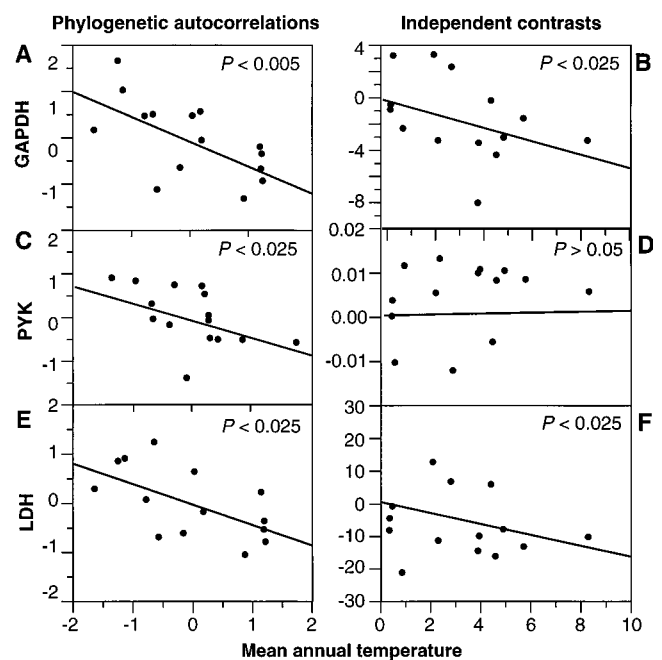 Phylogenetic autocorrelations Independent contrasts
A
P < 0.005
GAPDH
2
1
0
-1
B
P < 0.025
4
0
-4
-8
C
P < 0.025
PYK
2
1
0
-1
D
P > 0.05
0.02
0.010
0.00
-0.01
E
P < 0.025
LDH
2
1
0
-1
-2
F
P < 0.025
30
20
10
0
-10
-20
-30
-2 -1 0 1 2
0 2 4 6 8 10
Mean annual temperature